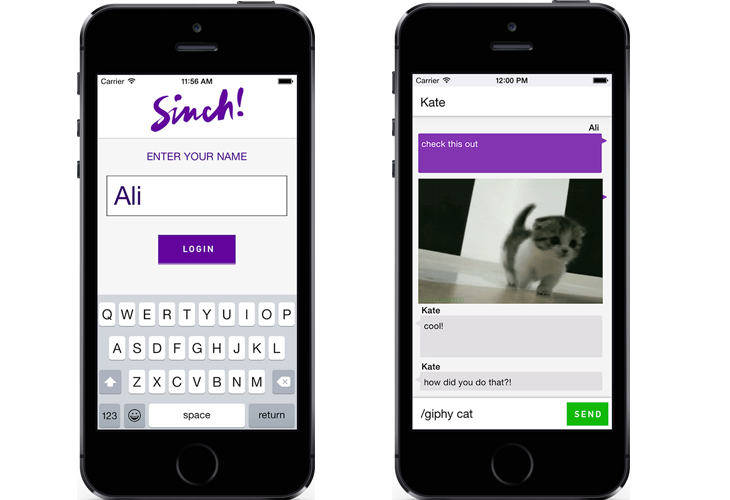 Carrier 11:56 AM
Sinch!
ENTER YOUR NAME
Ali
LOGIN
Q W E R T Y U I O P
A S D F G H J K L
Z X C V B N M
123 space return
Carrier 12:00 PM
Kate
Ali
check this out
Kate
cool!
Kate
how did you do that?!
/giphy cat SEND